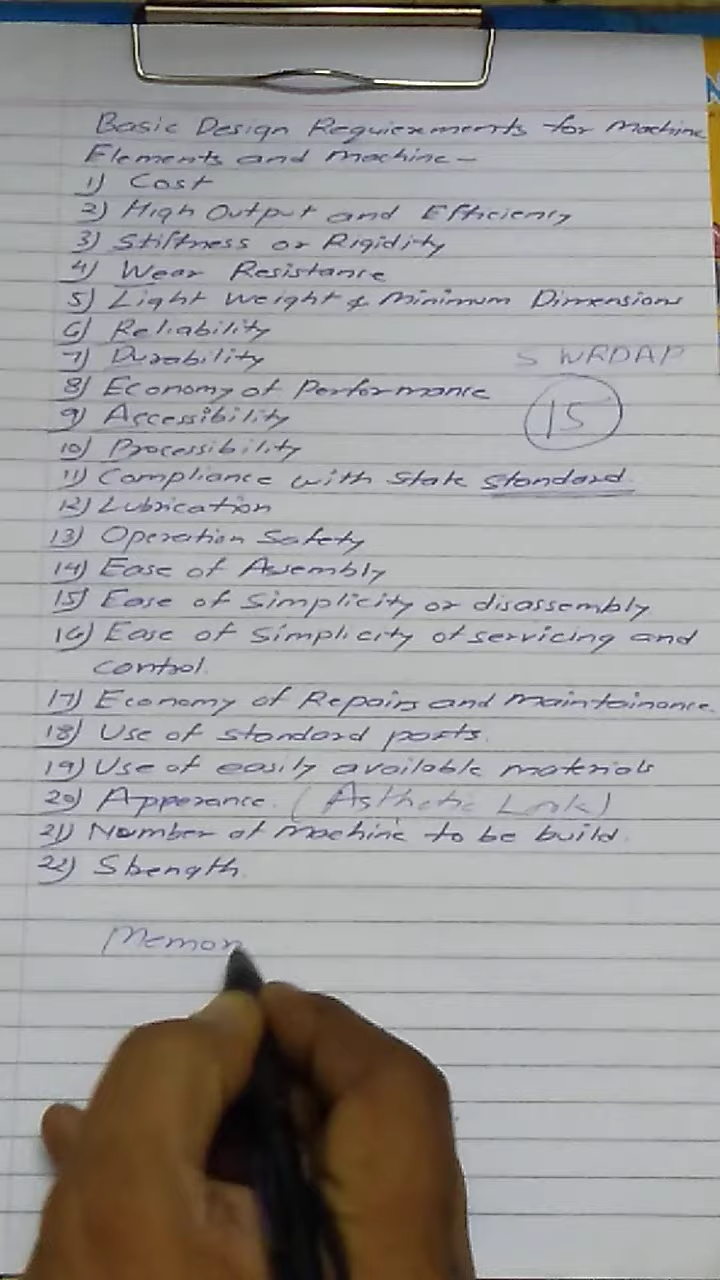 Basic Design Requirements for Machine
Elements and Machine -
1) Cost
2) High Output and Efficiency
3) Stiffness or Rigidity
4) Wear Resistance
5) Light Weight & Minimum Dimensions
6) Reliability
7) Durability
SWRDAP
8) Economy of Performance
9) Accessibility
15
10) Processibility
11) Compliance with State Standard
12) Lubrication
13) Operation Safety
14) Ease of Assembly
15) Ease of Simplicity or disassembly
16) Ease of Simplicity of servicing and
control.
17) Economy of Repairs and Maintainance.
18) Use of standard parts.
19) Use of easily available materials
20) Apperance. (Asthetic Look)
21) Number of Machine to be build.
22) Strength.
Memor